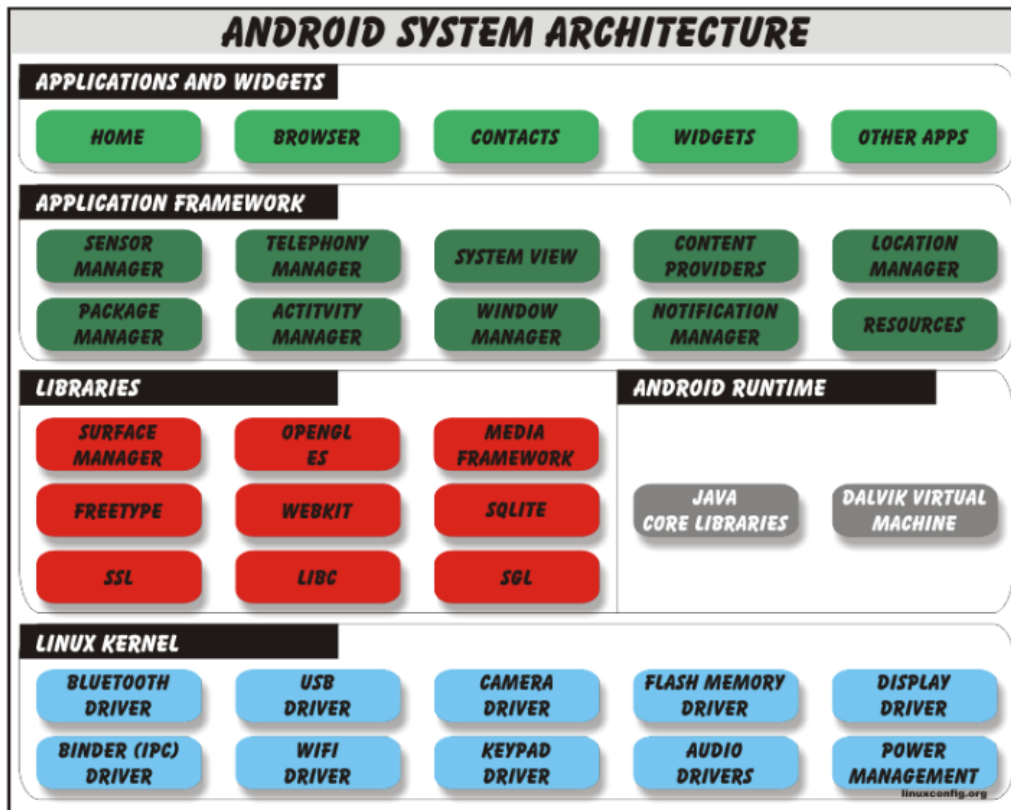 ANDROID SYSTEM ARCHITECTURE
APPLICATIONS AND WIDGETS
HOME
BROWSER
CONTACTS
WIDGETS
OTHER APPS
APPLICATION FRAMEWORK
SENSOR
MANAGER
TELEPHONY
MANAGER
SYSTEM VIEW
CONTENT
PROVIDERS
LOCATION
MANAGER
PACKAGE
MANAGER
ACTITVITY
MANAGER
WINDOW
MANAGER
NOTIFICATION
MANAGER
RESOURCES
LIBRARIES
SURFACE
MANAGER
OPENGL
ES
MEDIA
FRAMEWORK
FREETYPE
WEBKIT
SQLITE
SSL
LIBC
SGL
ANDROID RUNTIME
JAVA
CORE LIBRARIES
DALVIK VIRTUAL
MACHINE
LINUX KERNEL
BLUETOOTH
DRIVER
USB
DRIVER
CAMERA
DRIVER
FLASH MEMORY
DRIVER
DISPLAY
DRIVER
BINDER (IPC)
DRIVER
WIFI
DRIVER
KEYPAD
DRIVER
AUDIO
DRIVERS
POWER
MANAGEMENT
linuxconfig.org